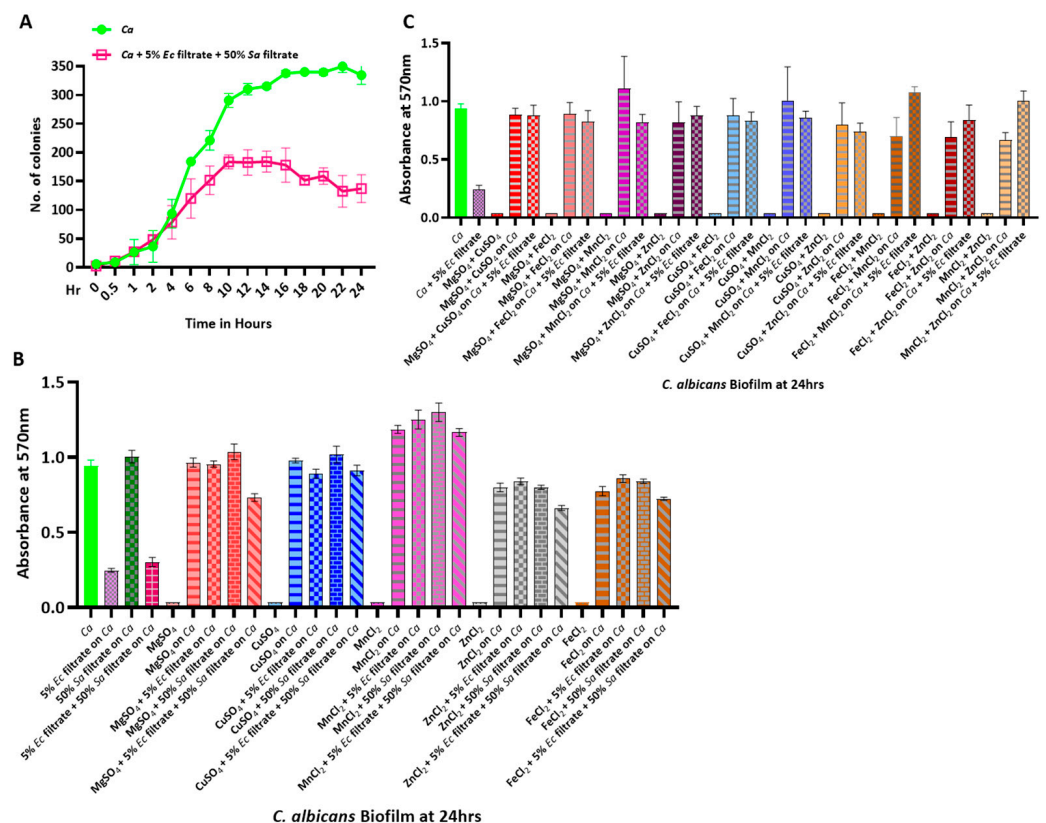 A
Ca
Ca + 5% Ec filtrate + 50% Sa filtrate
No. of colonies
350
300
250
200
150
100
50
0
Hr
0
0.5
1
2
4
6
8
10
12
14
16
18
20
22
24
Time in Hours
C
Absorbance at 570nm
1.5
1.0
0.5
0.0
Ca
Ca + 5% Ec filtrate
MgSO₄ + CuSO₄
MgSO₄ + CuSO₄ on Ca
MgSO₄ + CuSO₄ on Ca + 5% Ec filtrate
MgSO₄ + FeCl₂
MgSO₄ + FeCl₂ on Ca
MgSO₄ + FeCl₂ on Ca + 5% Ec filtrate
MgSO₄ + MnCl₂
MgSO₄ + MnCl₂ on Ca
MgSO₄ + MnCl₂ on Ca + 5% Ec filtrate
MgSO₄ + ZnCl₂
MgSO₄ + ZnCl₂ on Ca
MgSO₄ + ZnCl₂ on Ca + 5% Ec filtrate
CuSO₄ + FeCl₂
CuSO₄ + FeCl₂ on Ca
CuSO₄ + FeCl₂ on Ca + 5% Ec filtrate
CuSO₄ + MnCl₂
CuSO₄ + MnCl₂ on Ca
CuSO₄ + MnCl₂ on Ca + 5% Ec filtrate
CuSO₄ + ZnCl₂
CuSO₄ + ZnCl₂ on Ca
CuSO₄ + ZnCl₂ on Ca + 5% Ec filtrate
FeCl₂ + MnCl₂
FeCl₂ + MnCl₂ on Ca
FeCl₂ + MnCl₂ on Ca + 5% Ec filtrate
FeCl₂ + ZnCl₂
FeCl₂ + ZnCl₂ on Ca
FeCl₂ + ZnCl₂ on Ca + 5% Ec filtrate
MnCl₂ + ZnCl₂
MnCl₂ + ZnCl₂ on Ca
MnCl₂ + ZnCl₂ on Ca + 5% Ec filtrate
C. albicans Biofilm at 24hrs
B
Absorbance at 570nm
1.5
1.0
0.5
0.0
Ca
5% Ec filtrate on Ca
50% Sa filtrate on Ca
5% Ec filtrate + 50% Sa filtrate on Ca
MgSO₄
MgSO₄ on Ca
MgSO₄ + 5% Ec filtrate on Ca
MgSO₄ + 50% Sa filtrate on Ca
MgSO₄ + 5% Ec filtrate + 50% Sa filtrate on Ca
CuSO₄
CuSO₄ on Ca
CuSO₄ + 5% Ec filtrate on Ca
CuSO₄ + 50% Sa filtrate on Ca
CuSO₄ + 5% Ec filtrate + 50% Sa filtrate on Ca
MnCl₂
MnCl₂ on Ca
MnCl₂ + 5% Ec filtrate on Ca
MnCl₂ + 50% Sa filtrate on Ca
MnCl₂ + 5% Ec filtrate + 50% Sa filtrate on Ca
ZnCl₂
ZnCl₂ on Ca
ZnCl₂ + 5% Ec filtrate on Ca
ZnCl₂ + 50% Sa filtrate on Ca
ZnCl₂ + 5% Ec filtrate + 50% Sa filtrate on Ca
FeCl₂
FeCl₂ on Ca
FeCl₂ + 5% Ec filtrate on Ca
FeCl₂ + 50% Sa filtrate on Ca
FeCl₂ + 5% Ec filtrate + 50% Sa filtrate on Ca
C. albicans Biofilm at 24hrs